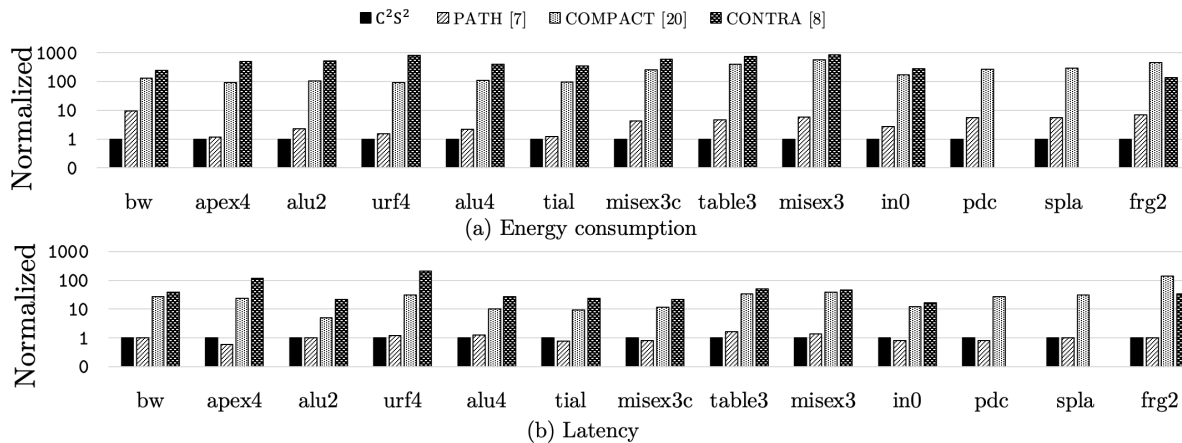 C²S² PATH [7] COMPACT [20] CONTRA [8]
Normalized
1000
100
10
1
0
bw apex4 alu2 urf4 alu4 tial misex3c table3 misex3 in0 pdc spla frg2
(a) Energy consumption
Normalized
1000
100
10
1
0
bw apex4 alu2 urf4 alu4 tial misex3c table3 misex3 in0 pdc spla frg2
(b) Latency